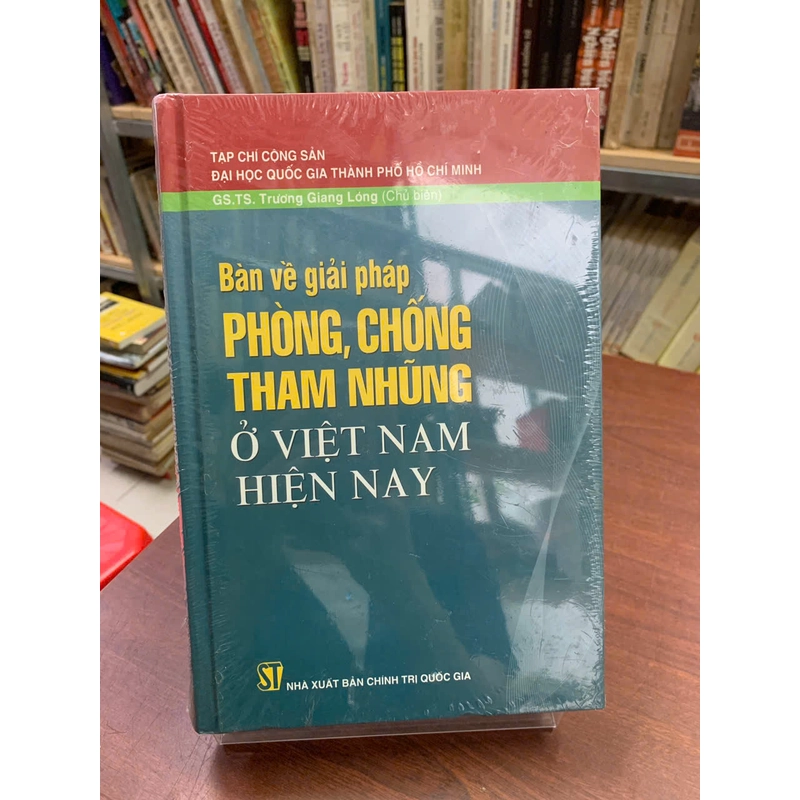 TẠP CHÍ CỘNG SẢN
ĐẠI HỌC QUỐC GIA THÀNH PHỐ HỒ CHÍ MINH
GS.TS. Trương Giang Long (Chủ biên)
Bàn về giải pháp
PHÒNG, CHỐNG
THAM NHŨNG
Ở VIỆT NAM
HIỆN NAY
ST NHÀ XUẤT BẢN CHÍNH TRỊ QUỐC GIA